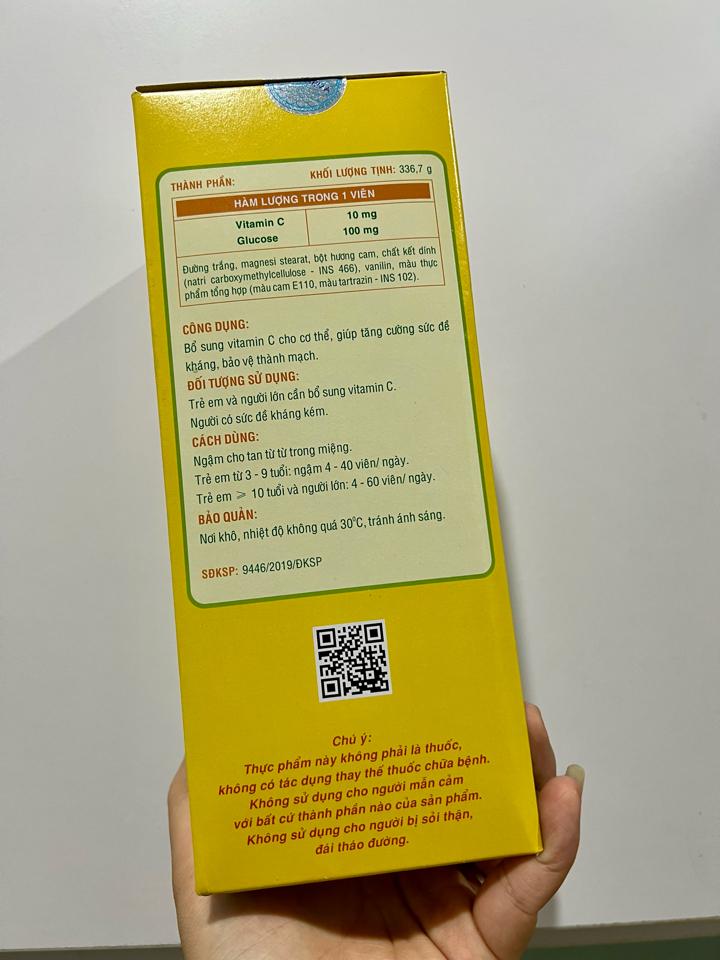 THÀNH PHẦN: KHỐI LƯỢNG TỊNH: 336,7 g
HÀM LƯỢNG TRONG 1 VIÊN
Vitamin C 10 mg
Glucose 100 mg
Đường trắng, magnesi stearat, bột hương cam, chất kết dính
(natri carboxymethylcellulose - INS 466), vanilin, màu thực
phẩm tổng hợp (màu cam E110, màu tartrazin - INS 102).
CÔNG DỤNG:
Bổ sung vitamin C cho cơ thể, giúp tăng cường sức đề
kháng, bảo vệ thành mạch.
ĐỐI TƯỢNG SỬ DỤNG:
Trẻ em và người lớn cần bổ sung vitamin C.
Người có sức đề kháng kém.
CÁCH DÙNG:
Ngậm cho tan từ từ trong miệng.
Trẻ em từ 3 - 9 tuổi: ngậm 4 - 40 viên/ ngày.
Trẻ em ⩾ 10 tuổi và người lớn: 4 - 60 viên/ ngày.
BẢO QUẢN:
Nơi khô, nhiệt độ không quá 30°C, tránh ánh sáng.
SĐKSP: 9446/2019/ĐKSP
Chú ý:
Thực phẩm này không phải là thuốc,
không có tác dụng thay thế thuốc chữa bệnh.
Không sử dụng cho người mẫn cảm
với bất cứ thành phần nào của sản phẩm.
Không sử dụng cho người bị sỏi thận,
đái tháo đường.